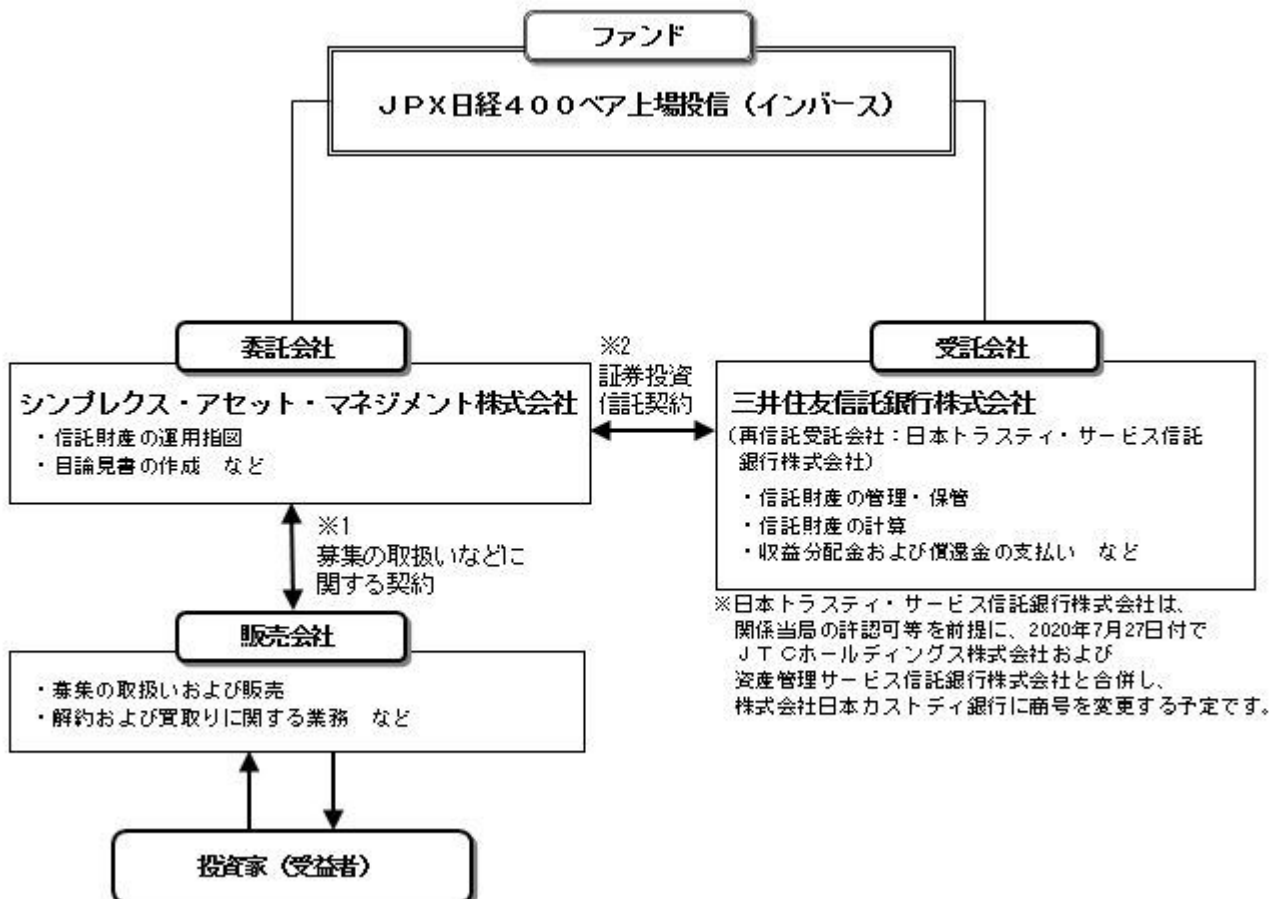 ファンド
JPX日経400ベア上場投信(インバース)
委託会社
シンプレクス・アセット・マネジメント株式会社
・信託財産の運用指図
・目論見書の作成 など
※2
証券投資
信託契約
受託会社
三井住友信託銀行株式会社
(再信託受託会社:日本トラスティ・サービス信託
銀行株式会社)
・信託財産の管理・保管
・信託財産の計算
・収益分配金および償還金の支払い など
※日本トラスティ・サービス信託銀行株式会社は、
関係当局の許認可等を前提に、2020年7月27日付で
JTCホールディングス株式会社および
資産管理サービス信託銀行株式会社と合併し、
株式会社日本カストディ銀行に商号を変更する予定です。
※1
募集の取扱いなどに
関する契約
販売会社
・募集の取扱いおよび販売
・解約および買取りに関する業務 など
投資家(受益者)